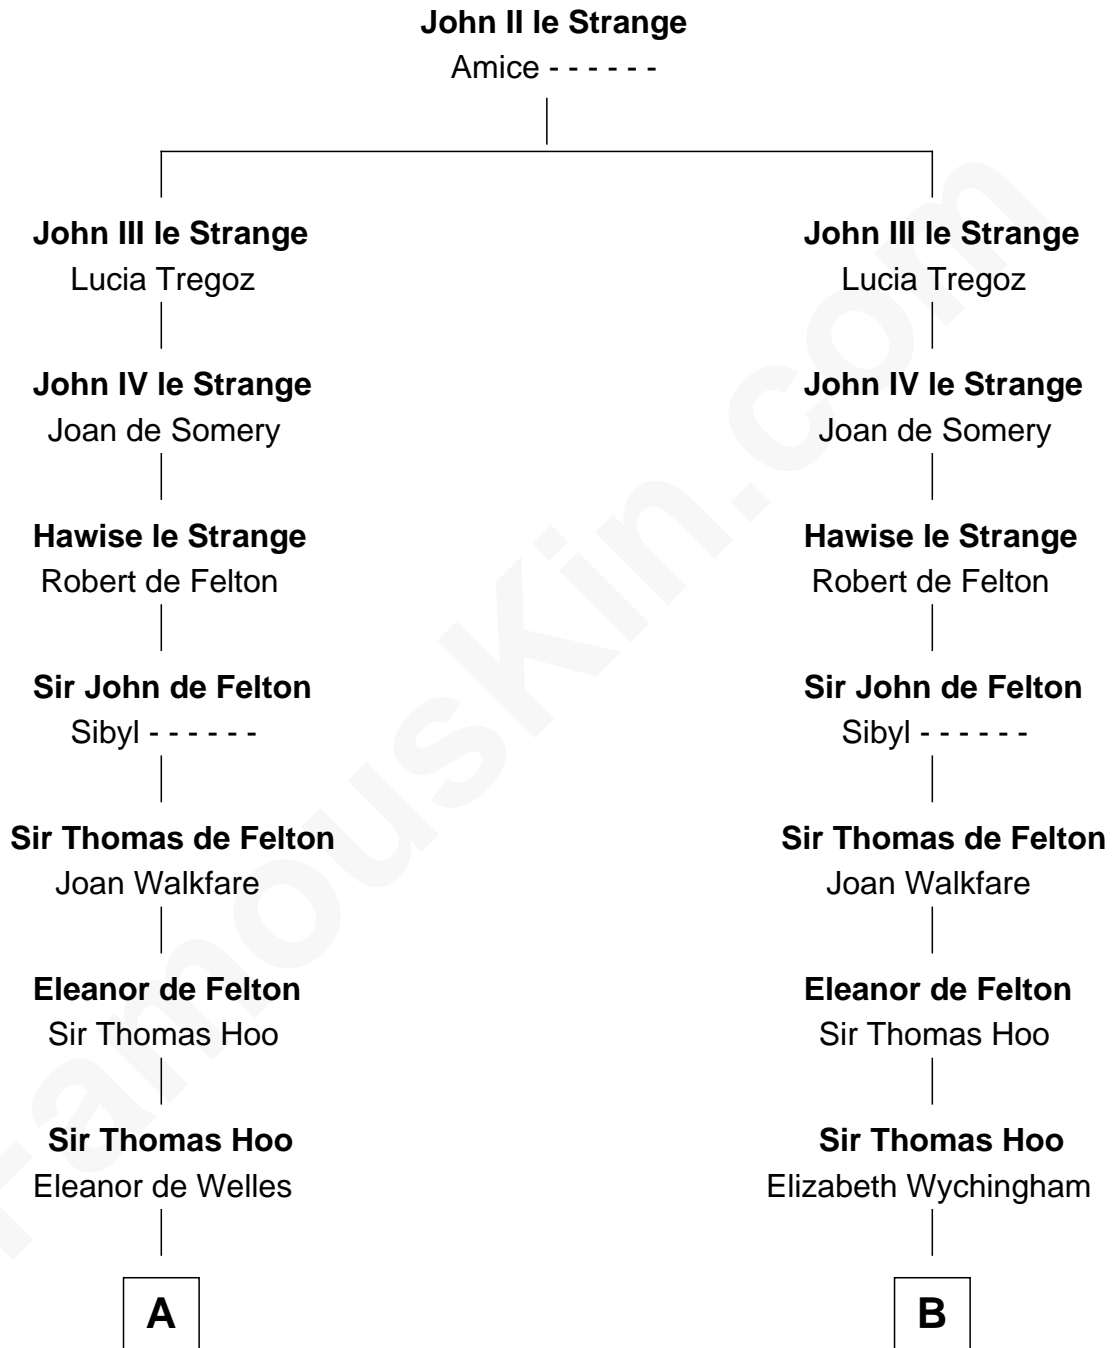 John II le Strange
Amice - - - - - -
John III le Strange
Lucia Tregoz
John IV le Strange
Joan de Somery
Hawise le Strange
Robert de Felton
Sir John de Felton
Sibyl - - - - - -
Sir Thomas de Felton
Joan Walkfare
Eleanor de Felton
Sir Thomas Hoo
Sir Thomas Hoo
Eleanor de Welles
A
John III le Strange
Lucia Tregoz
John IV le Strange
Joan de Somery
Hawise le Strange
Robert de Felton
Sir John de Felton
Sibyl - - - - - -
Sir Thomas de Felton
Joan Walkfare
Eleanor de Felton
Sir Thomas Hoo
Sir Thomas Hoo
Elizabeth Wychingham
B
FamousKin.com